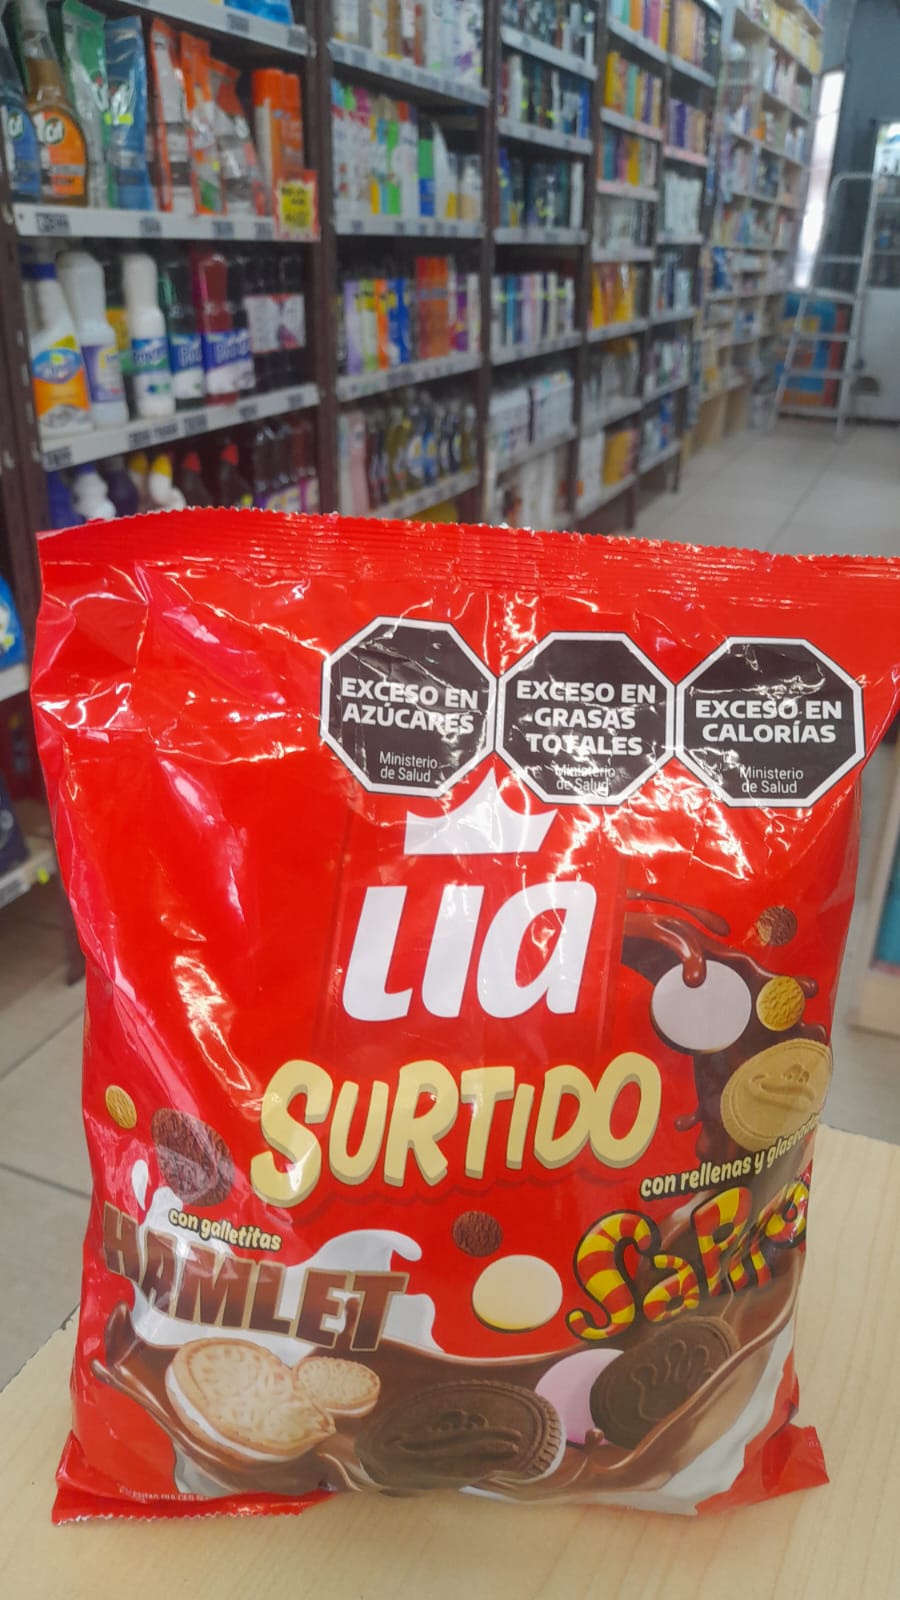 EXCESO EN
AZÚCARES
Ministerio
de Salud
EXCESO EN
GRASAS
TOTALES
Ministerio
de Salud
EXCESO EN
CALORÍAS
Ministerio
de Salud
Lia
SURTIDO
con rellenas y glaseadas
con galletitas
HAMLET